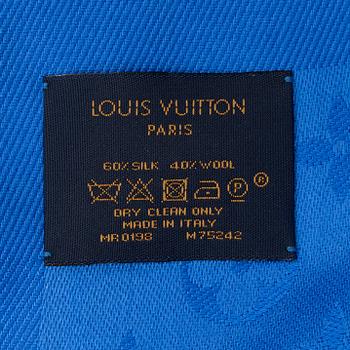 LOUIS VUITTON
PARIS
60% SILK 40% WOOL
P ®
DRY CLEAN ONLY
MADE IN ITALY
MR0198 M75242